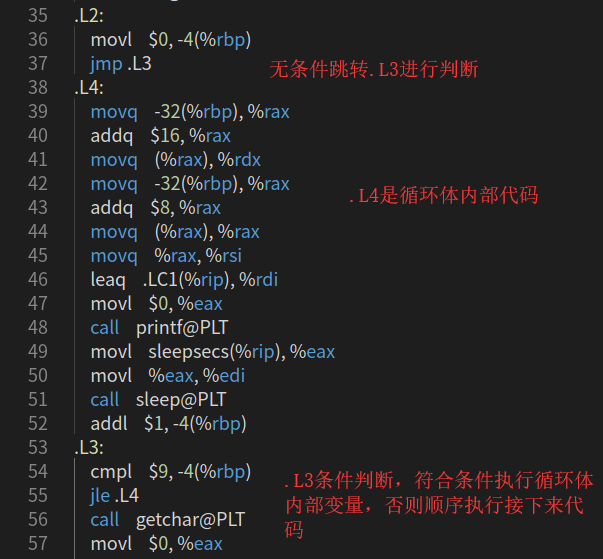 35 .L2:
36 movl $0, -4(%rbp)
37 jmp .L3
无条件跳转.L3进行判断
38 .L4:
39 movq -32(%rbp), %rax
40 addq $16, %rax
41 movq (%rax), %rdx
42 movq -32(%rbp), %rax
.L4是循环体内部代码
43 addq $8, %rax
44 movq (%rax), %rax
45 movq %rax, %rsi
46 leaq .LC1(%rip), %rdi
47 movl $0, %eax
48 call printf@PLT
49 movl sleepsecs(%rip), %eax
50 movl %eax, %edi
51 call sleep@PLT
52 addl $1, -4(%rbp)
53 .L3:
54 cmpl $9, -4(%rbp)
55 jle .L4
56 call getchar@PLT
57 movl $0, %eax
.L3条件判断，符合条件执行循环体
内部变量，否则顺序执行接下来代
码